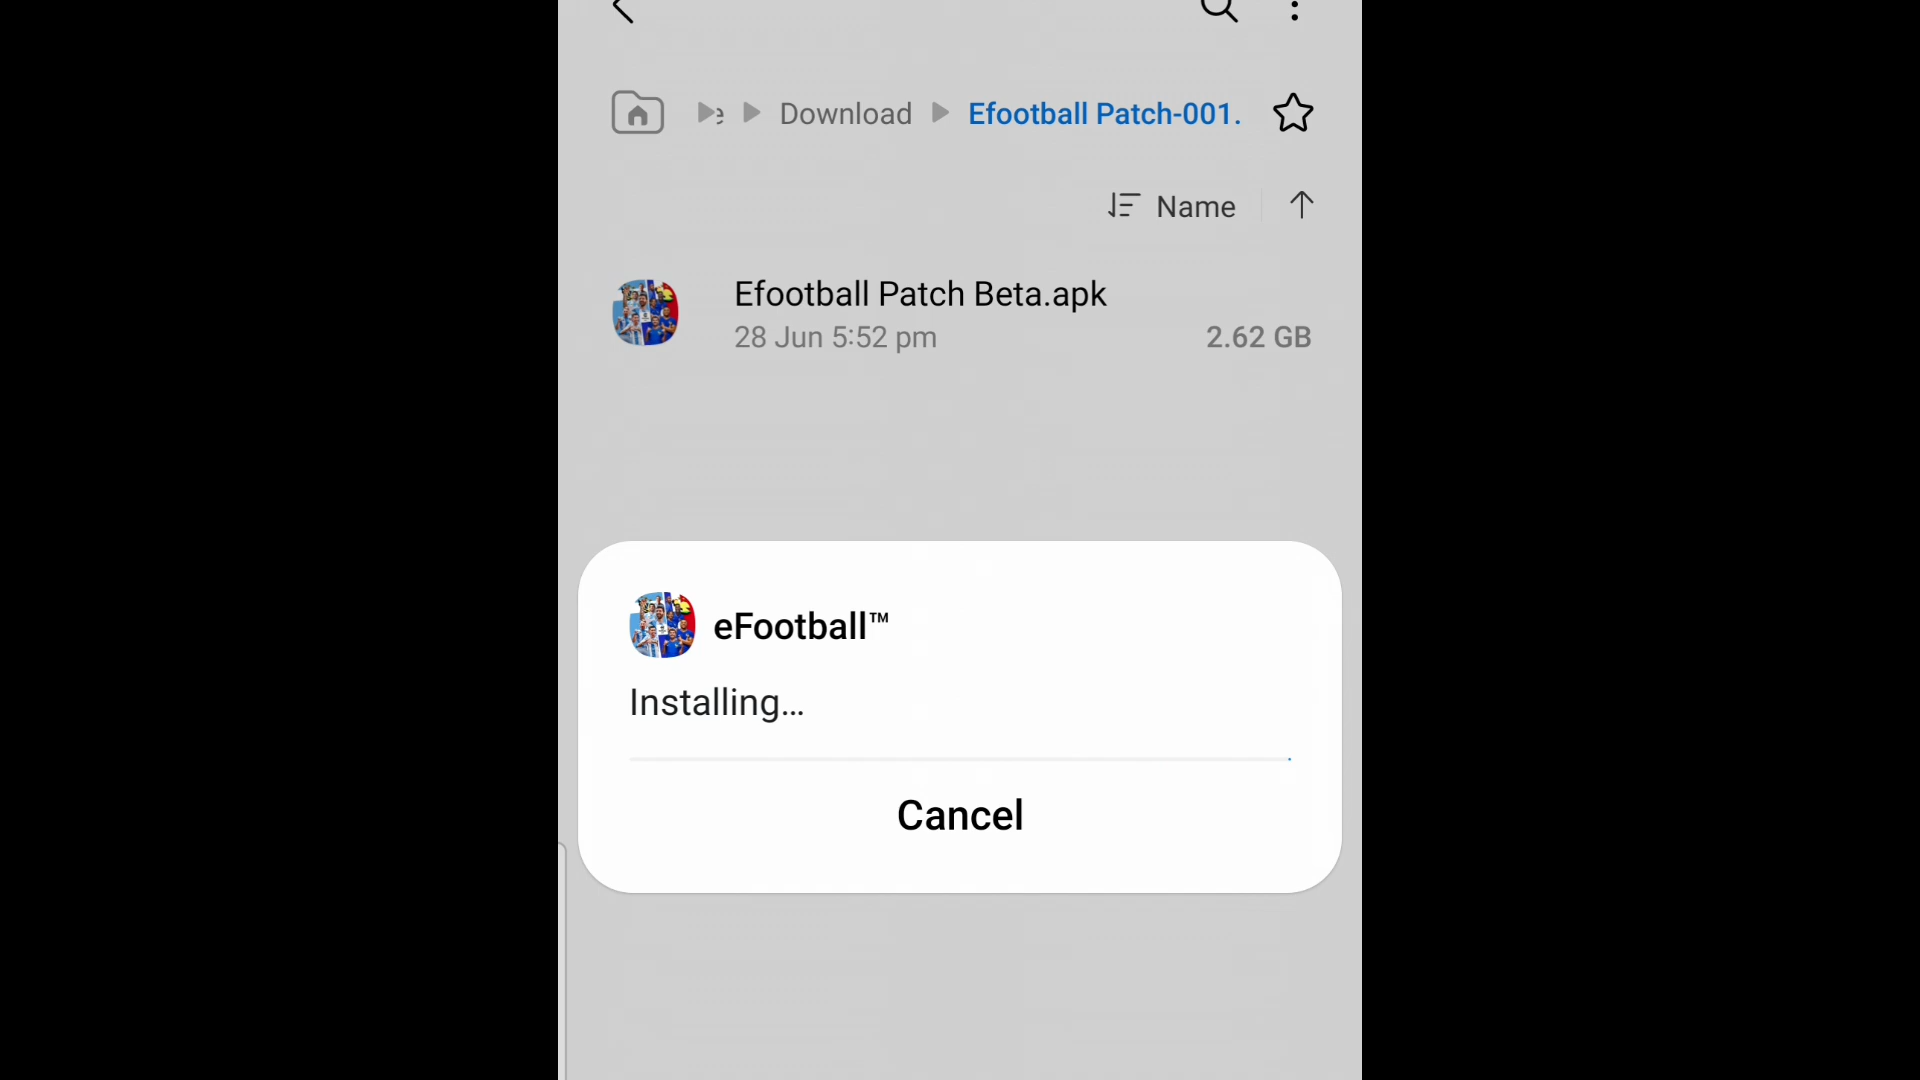 Download Efootball Patch-001.
Name
Efootball Patch Beta.apk
28 Jun 5:52 pm
2.62 GB
eFootball™
Installing...
Cancel